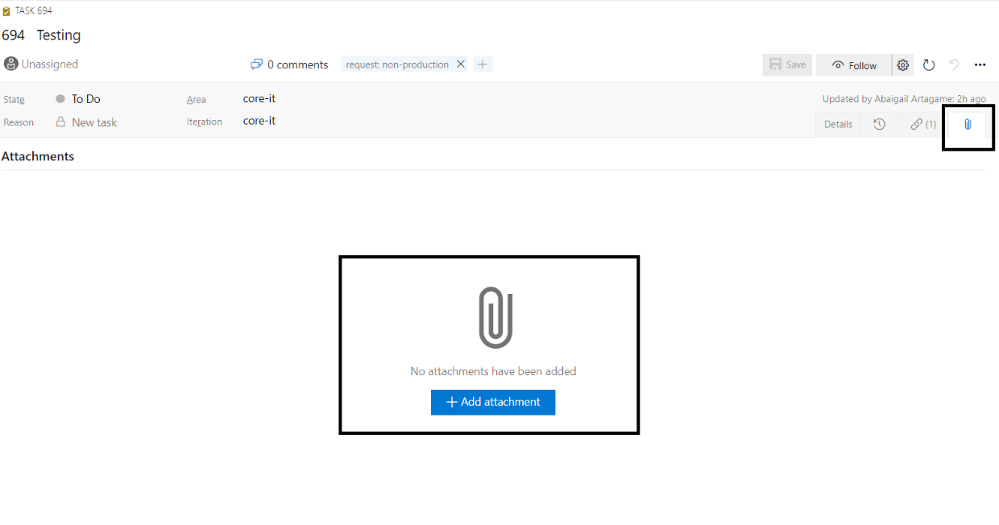 TASK 694
694 Testing
Unassigned
0 comments
request: non-production
Save
Follow
State
To Do
Area
core-it
Updated by Abaigail Artagame: 2h ago
Reason
New task
Iteration
core-it
Details
(1)
Attachments
No attachments have been added
Add attachment